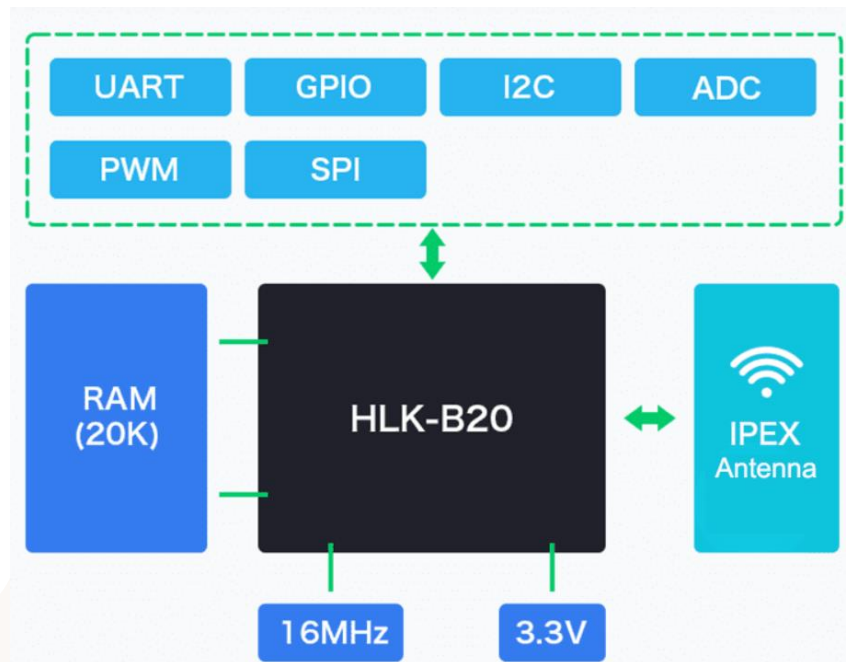 UART
GPIO
I2C
ADC
PWM
SPI
RAM
(20K)
HLK-B20
IPEX
Antenna
16MHz
3.3V